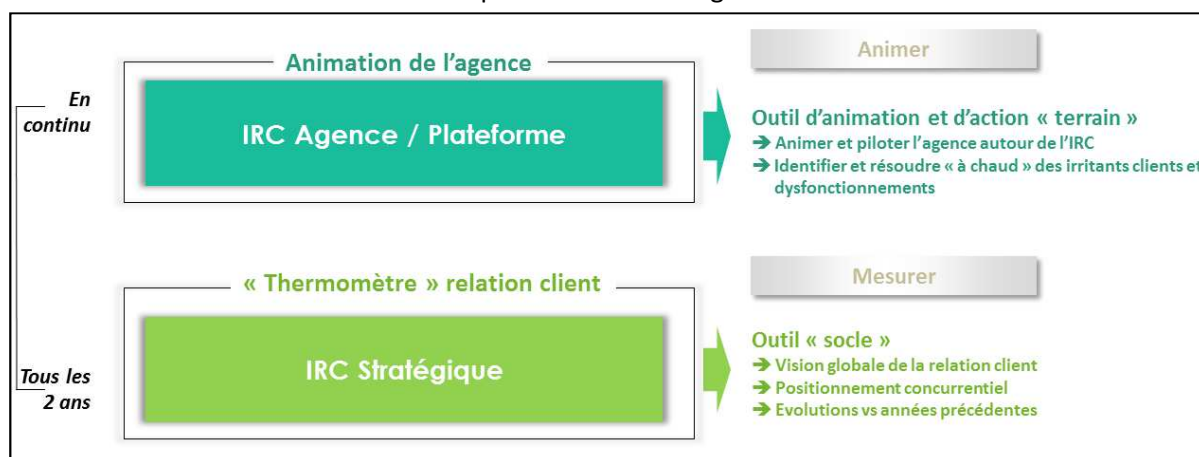 Animation de l’agence
Animer
En
continu
IRC Agence / Plateforme
Outil d’animation et d’action « terrain »
➔ Animer et piloter l’agence autour de l’IRC
➔ Identifier et résoudre « à chaud » des irritants clients et
dysfonctionnements
« Thermomètre » relation client
Mesurer
Tous les
2 ans
IRC Stratégique
Outil « socle »
➔ Vision globale de la relation client
➔ Positionnement concurrentiel
➔ Evolutions vs années précédentes